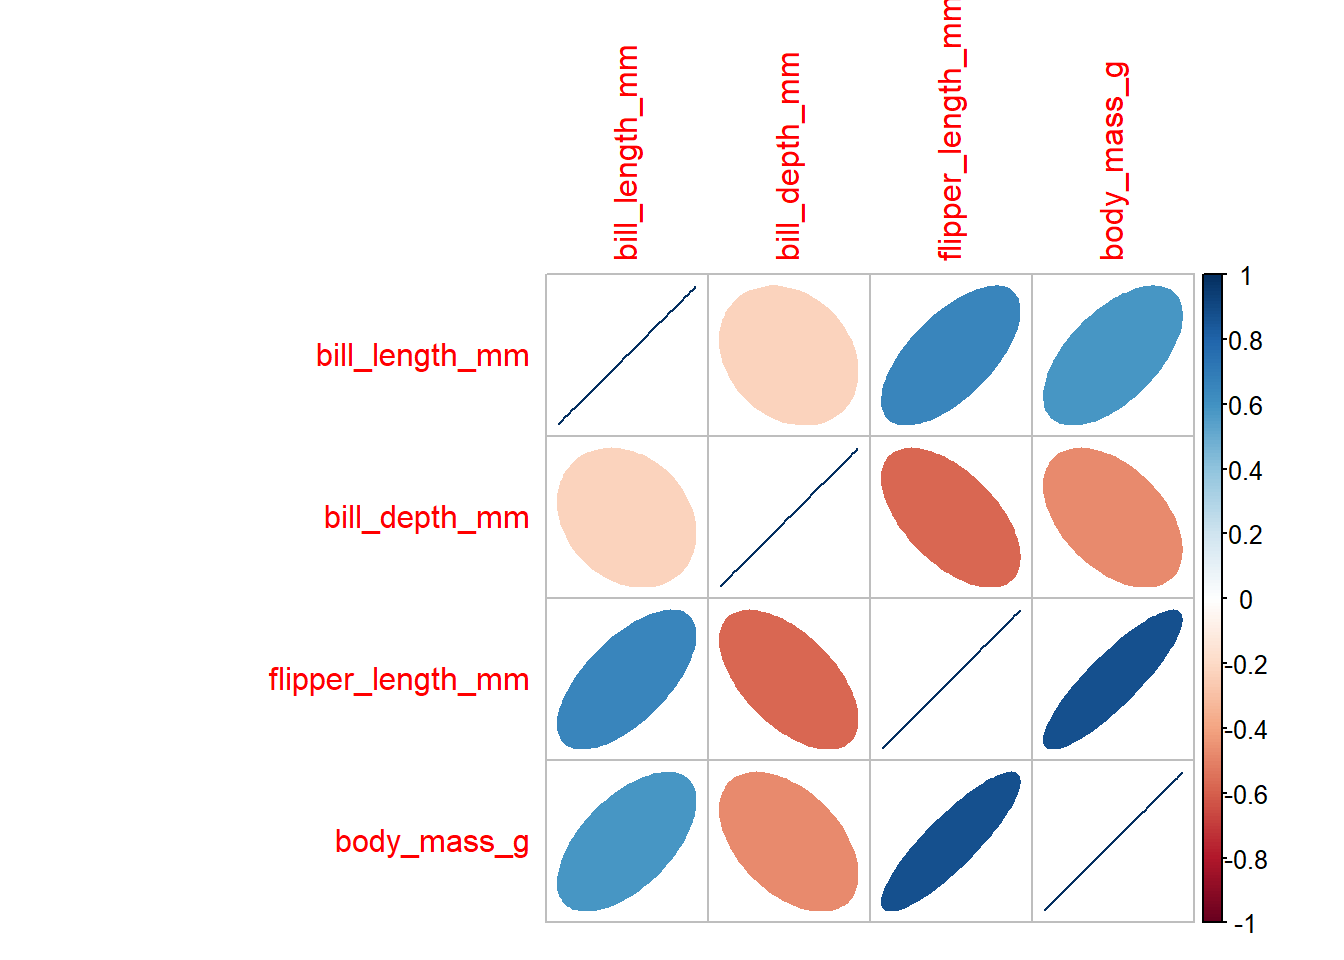 bill_length_mm
bill_depth_mm
flipper_length_mm
body_mass_g
bill_length_mm
bill_depth_mm
flipper_length_mm
body_mass_g
1
0.8
0.6
0.4
0.2
0
-0.2
-0.4
-0.6
-0.8
-1